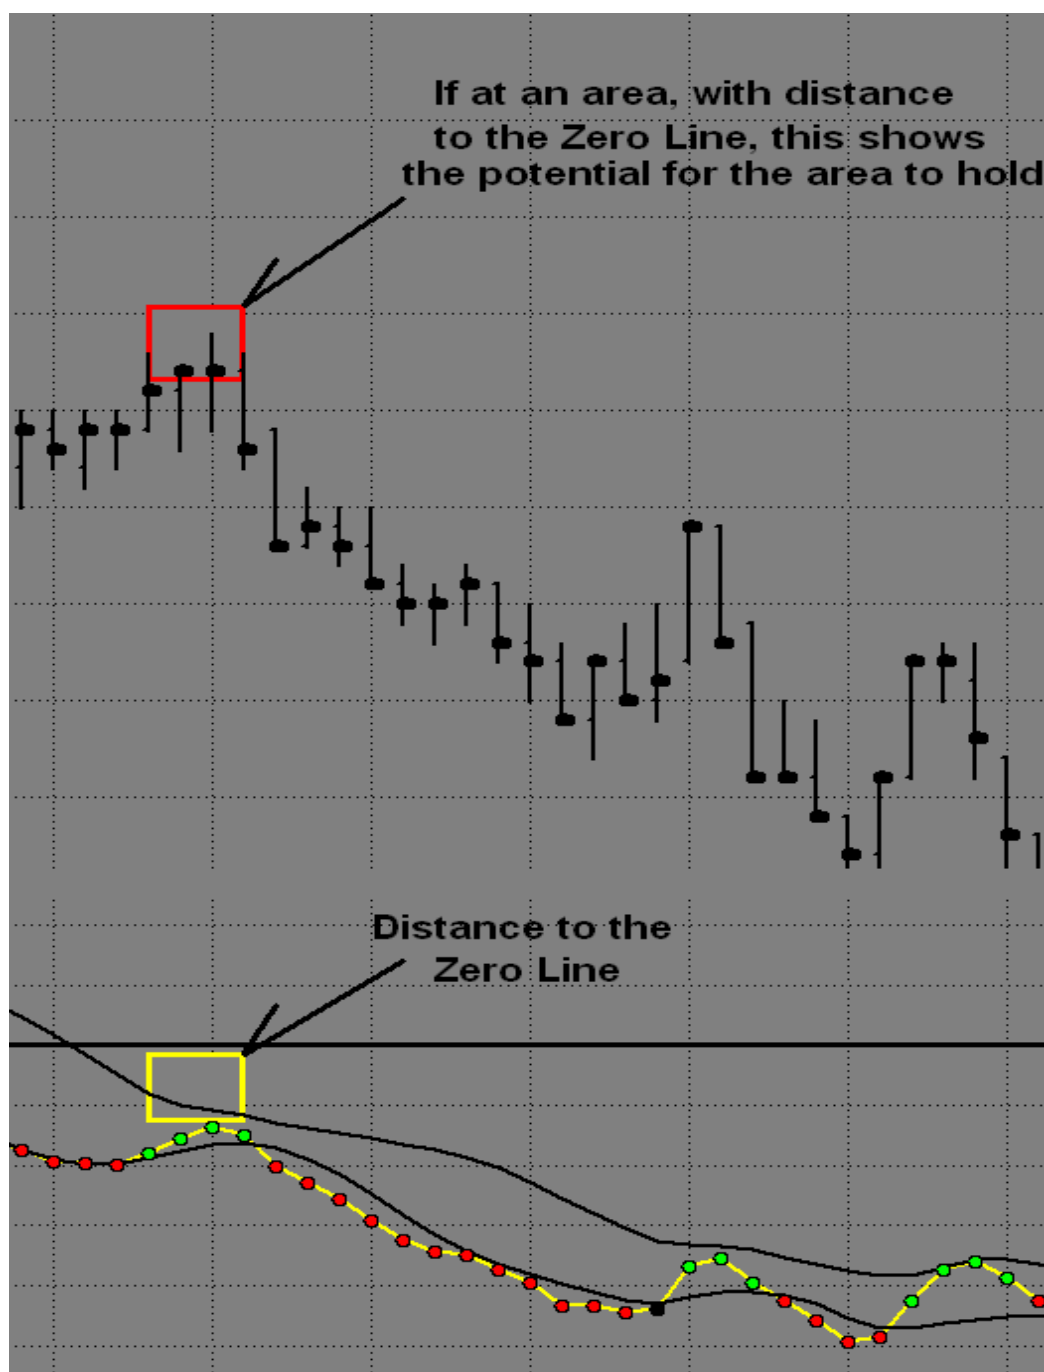 If at an area, with distance
to the Zero Line, this shows
the potential for the area to hold
Distance to the
Zero Line